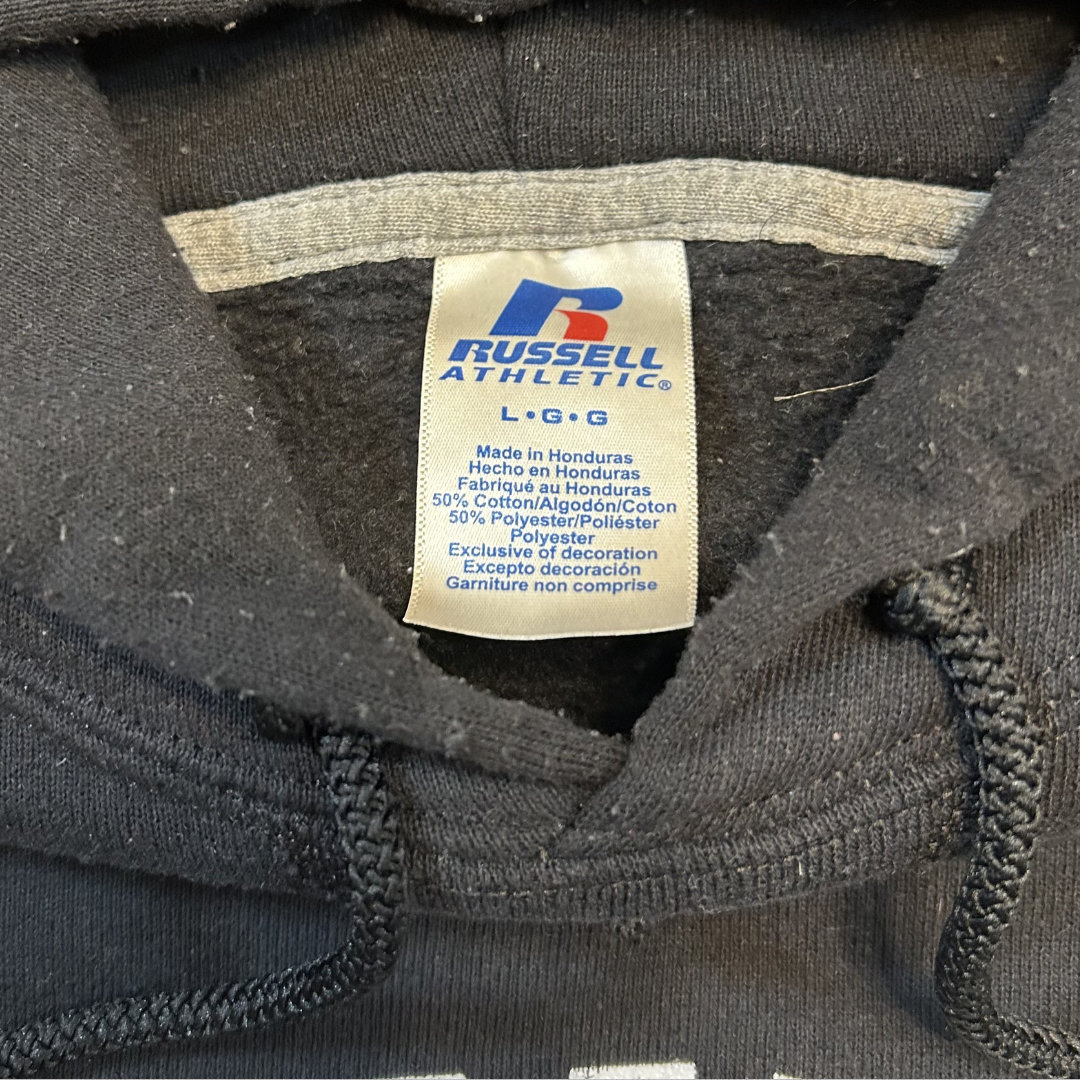 RUSSELL
ATHLETIC®
L•G•G
Made in Honduras
Hecho en Honduras
Fabriqué au Honduras
50% Cotton/Algodón/Coton
50% Polyester/Poliéster
Polyester
Exclusive of decoration
Excepto decoración
Garniture non comprise